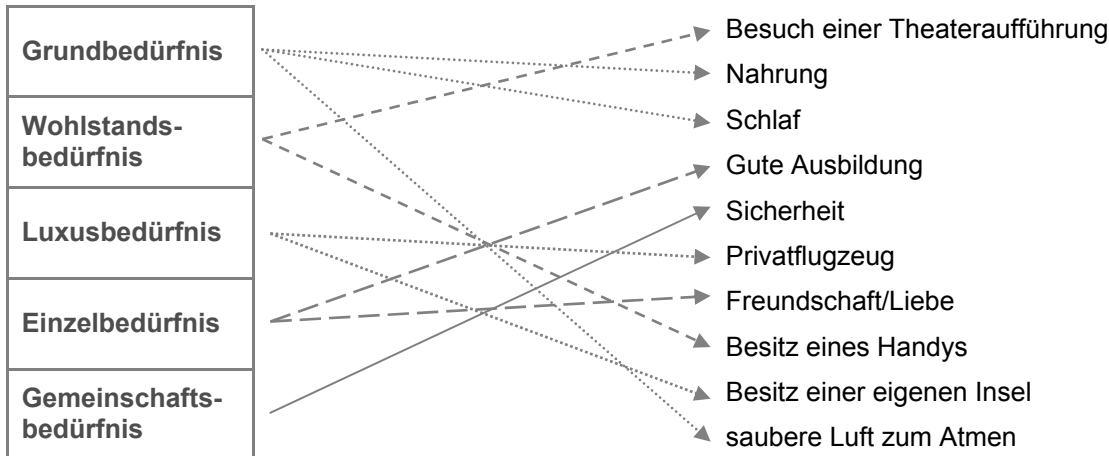 Grundbedürfnis
Wohlstands-
bedürfnis
Luxusbedürfnis
Einzelbedürfnis
Gemeinschafts-
bedürfnis
Besuch einer Theateraufführung
Nahrung
Schlaf
Gute Ausbildung
Sicherheit
Privatflugzeug
Freundschaft/Liebe
Besitz eines Handys
Besitz einer eigenen Insel
saubere Luft zum Atmen